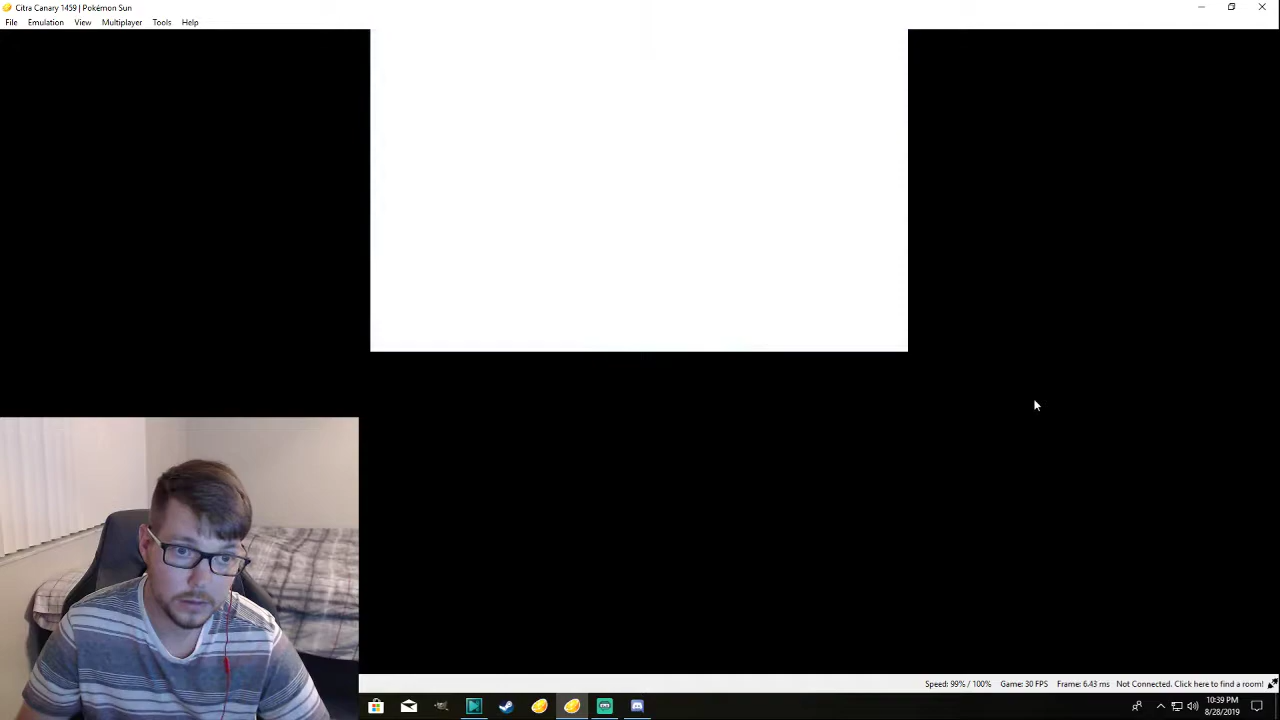 Citra Canary 1459 | Pokémon Sun
File Emulation View Multiplayer Tools Help
Speed: 99% / 100% Game: 30 FPS Frame: 6.43 ms Not Connected. Click here to find a room!
10:39 PM
8/28/2019